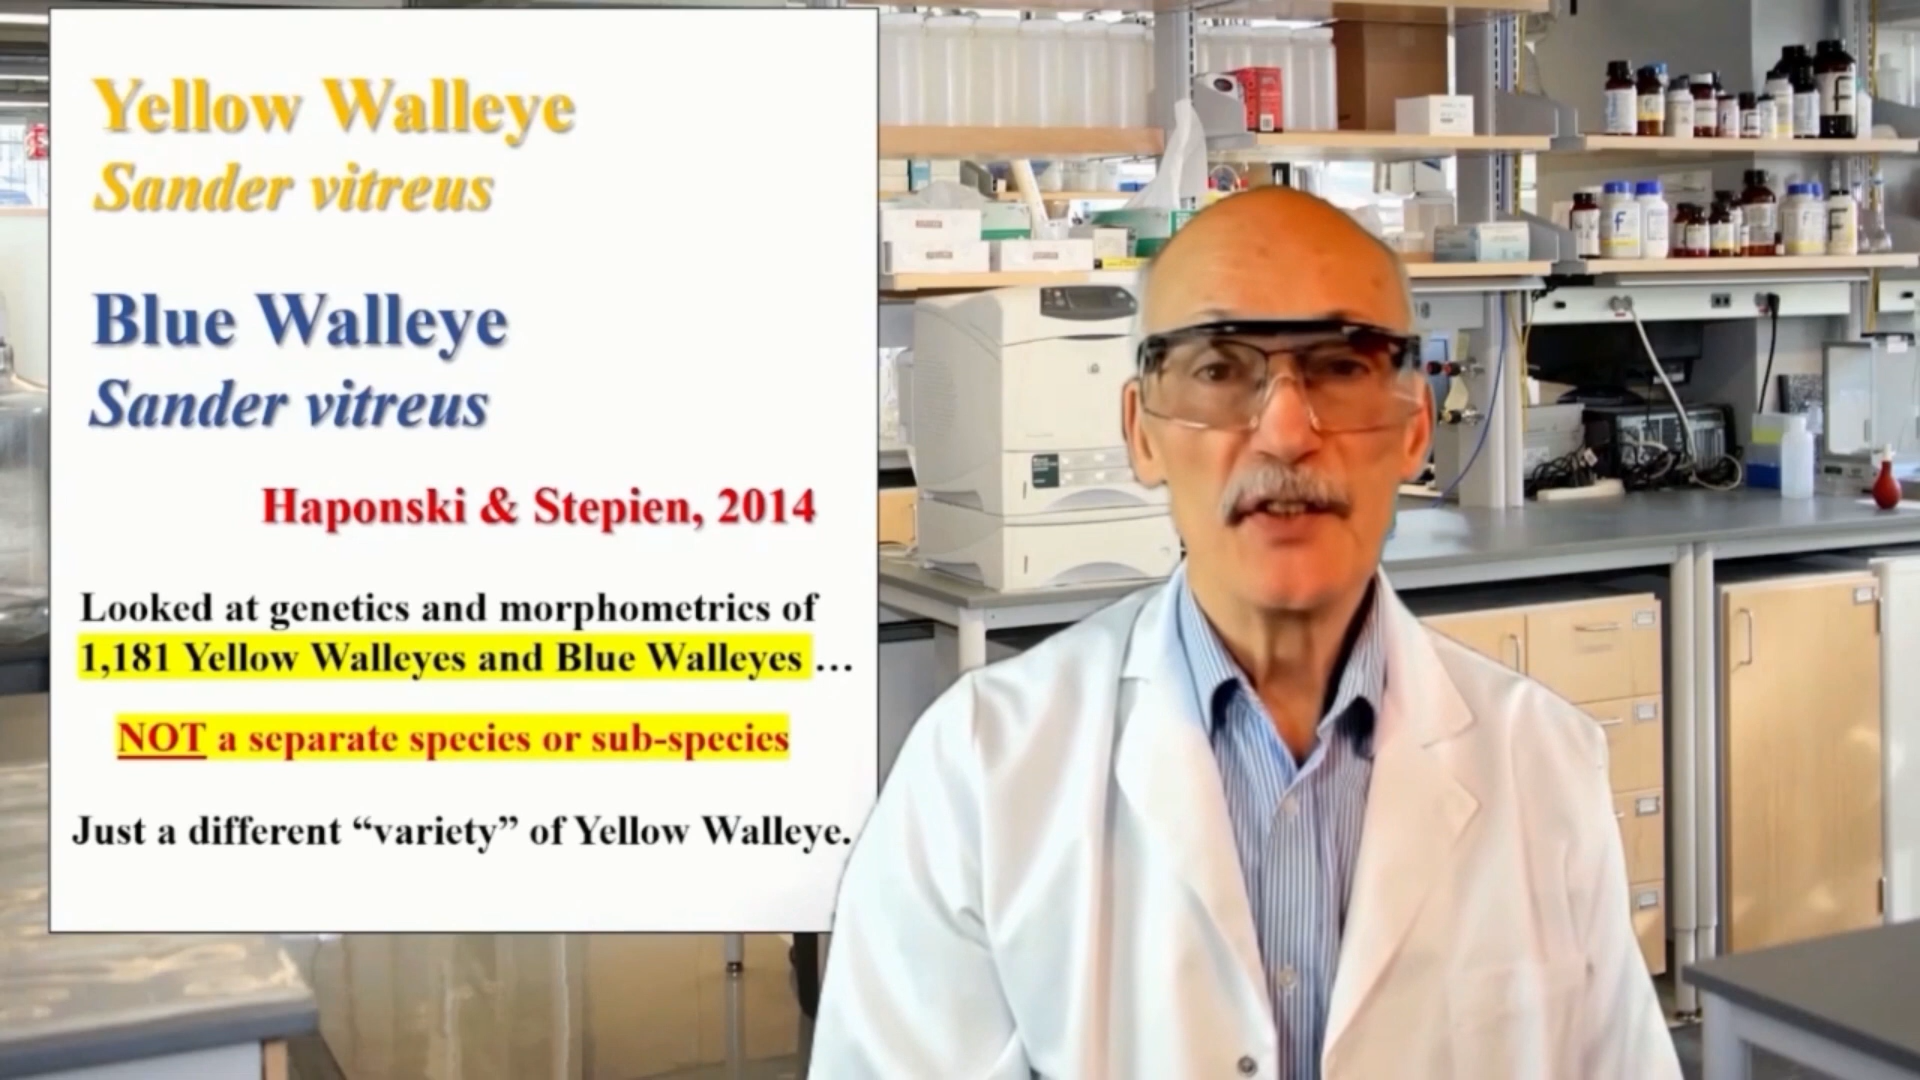 Yellow Walleye
Sander vitreus
Blue Walleye
Sander vitreus
Haponski & Stepien, 2014
Looked at genetics and morphometrics of
1,181 Yellow Walleyes and Blue Walleyes …
NOT a separate species or sub-species
Just a different “variety” of Yellow Walleye.